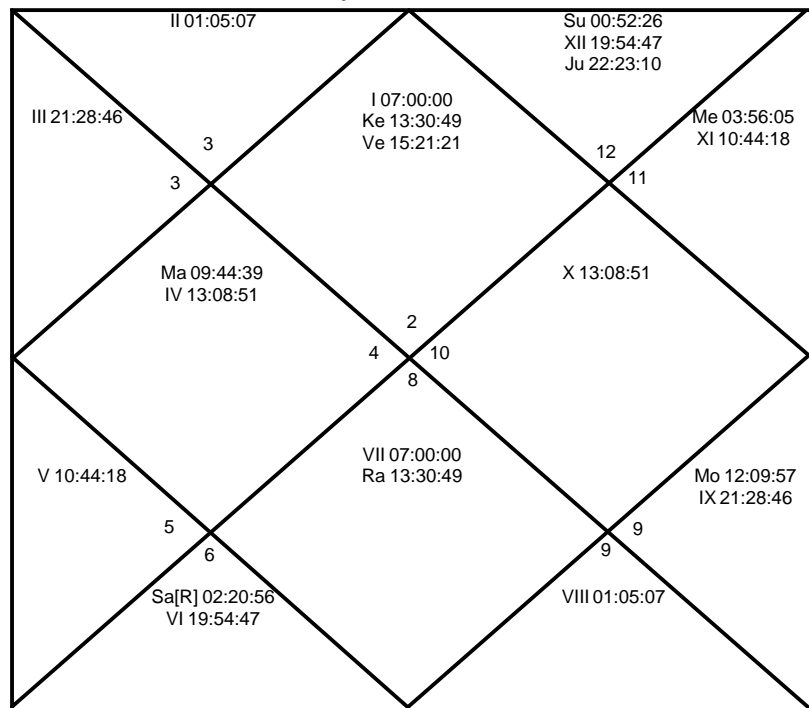 II 01:05:07
Su 00:52:26
XII 19:54:47
Ju 22:23:10
III 21:28:46
I 07:00:00
Ke 13:30:49
Ve 15:21:21
Me 03:56:05
XI 10:44:18
3
12
3
11
Ma 09:44:39
IV 13:08:51
X 13:08:51
2
4
10
8
V 10:44:18
VII 07:00:00
Ra 13:30:49
Mo 12:09:57
IX 21:28:46
5
9
6
9
Sa[R] 02:20:56
VI 19:54:47
VIII 01:05:07